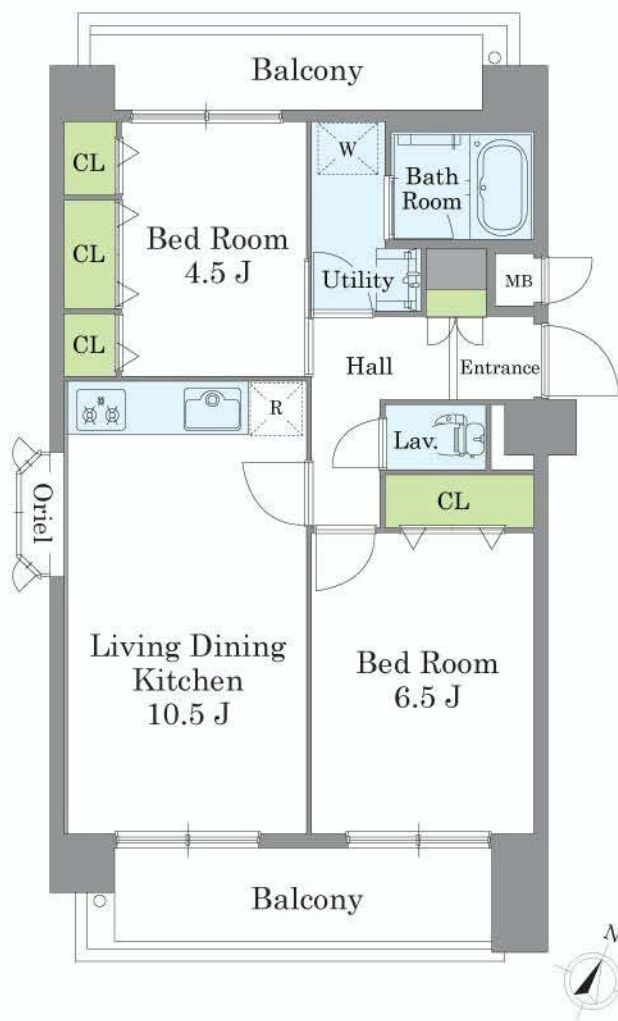 Balcony
CL
W
Bath
Room
CL
Bed Room
4.5 J
Utility
MB
CL
Hall
Entrance
R
Lav.
Oriel
CL
Living Dining
Kitchen
10.5 J
Bed Room
6.5 J
Balcony
N